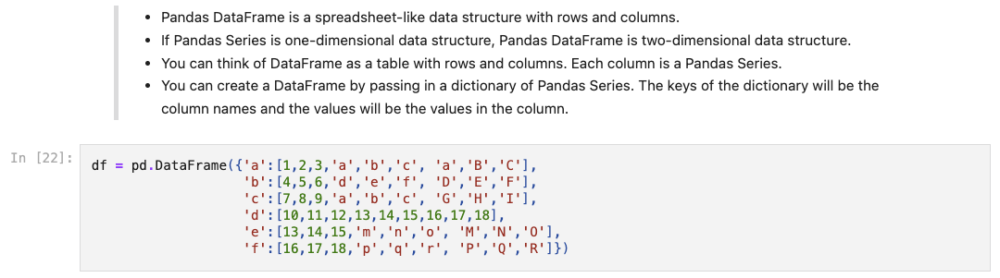 • Pandas DataFrame is a spreadsheet-like data structure with rows and columns.
• If Pandas Series is one-dimensional data structure, Pandas DataFrame is two-dimensional data structure.
• You can think of DataFrame as a table with rows and columns. Each column is a Pandas Series.
• You can create a DataFrame by passing in a dictionary of Pandas Series. The keys of the dictionary will be the
column names and the values will be the values in the column.
In [22]:
df = pd.DataFrame({'a':[1,2,3,'a','b','c', 'a','B','C'],
'b':[4,5,6,'d','e','f', 'D','E','F'],
'c':[7,8,9,'a','b','c', 'G','H','I'],
'd':[10,11,12,13,14,15,16,17,18],
'e':[13,14,15,'m','n','o', 'M','N','O'],
'f':[16,17,18,'p','q','r', 'P','Q','R']})